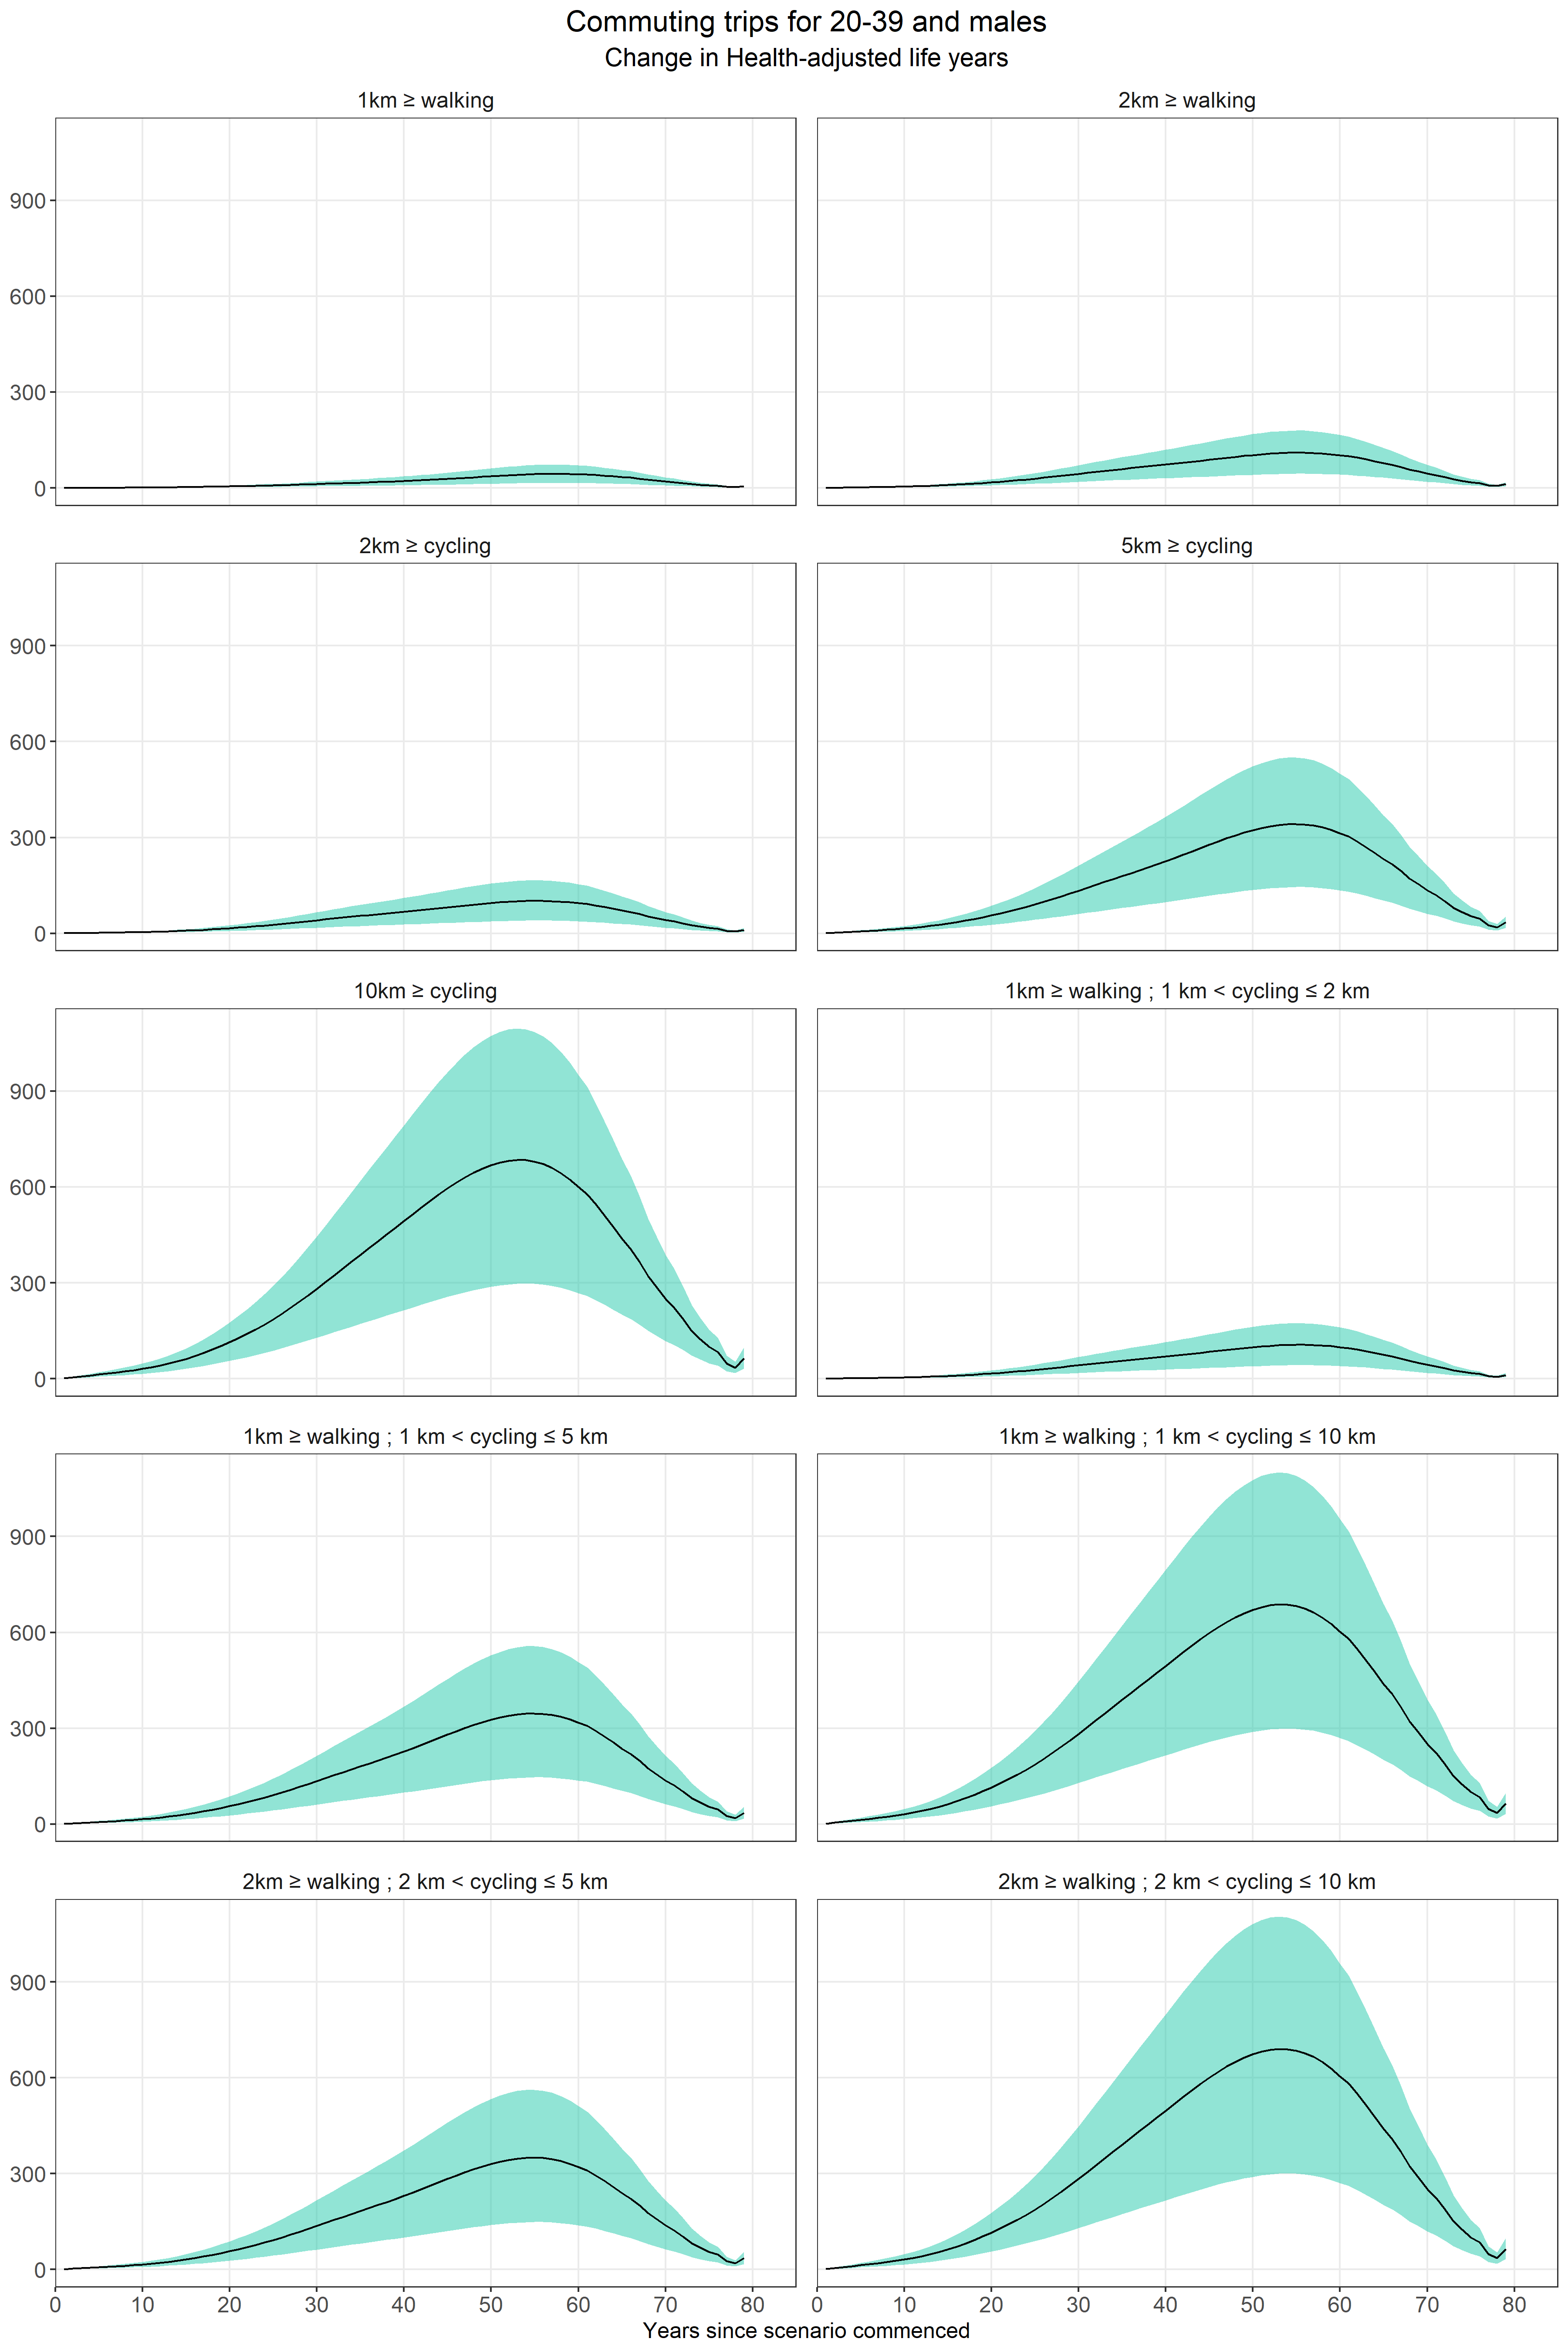 Commuting trips for 20-39 and males
Change in Health-adjusted life years
1km ≥ walking
2km ≥ walking
900
600
300
0
2km ≥ cycling
5km ≥ cycling
900
600
300
0
10km ≥ cycling
1km ≥ walking ; 1 km < cycling ≤ 2 km
900
600
300
0
1km ≥ walking ; 1 km < cycling ≤ 5 km
1km ≥ walking ; 1 km < cycling ≤ 10 km
900
600
300
0
2km ≥ walking ; 2 km < cycling ≤ 5 km
2km ≥ walking ; 2 km < cycling ≤ 10 km
900
600
300
0
0 10 20 30 40 50 60 70 80
0 10 20 30 40 50 60 70 80
Years since scenario commenced